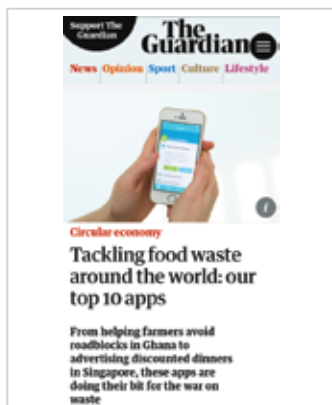 Support The
Guardian
The
Guardian
News Opinion Sport Culture Lifestyle
i
Circular economy
Tackling food waste
around the world: our
top 10 apps
From helping farmers avoid
roadblocks in Ghana to
advertising discounted dinners
in Singapore, these apps are
doing their bit for the war on
waste